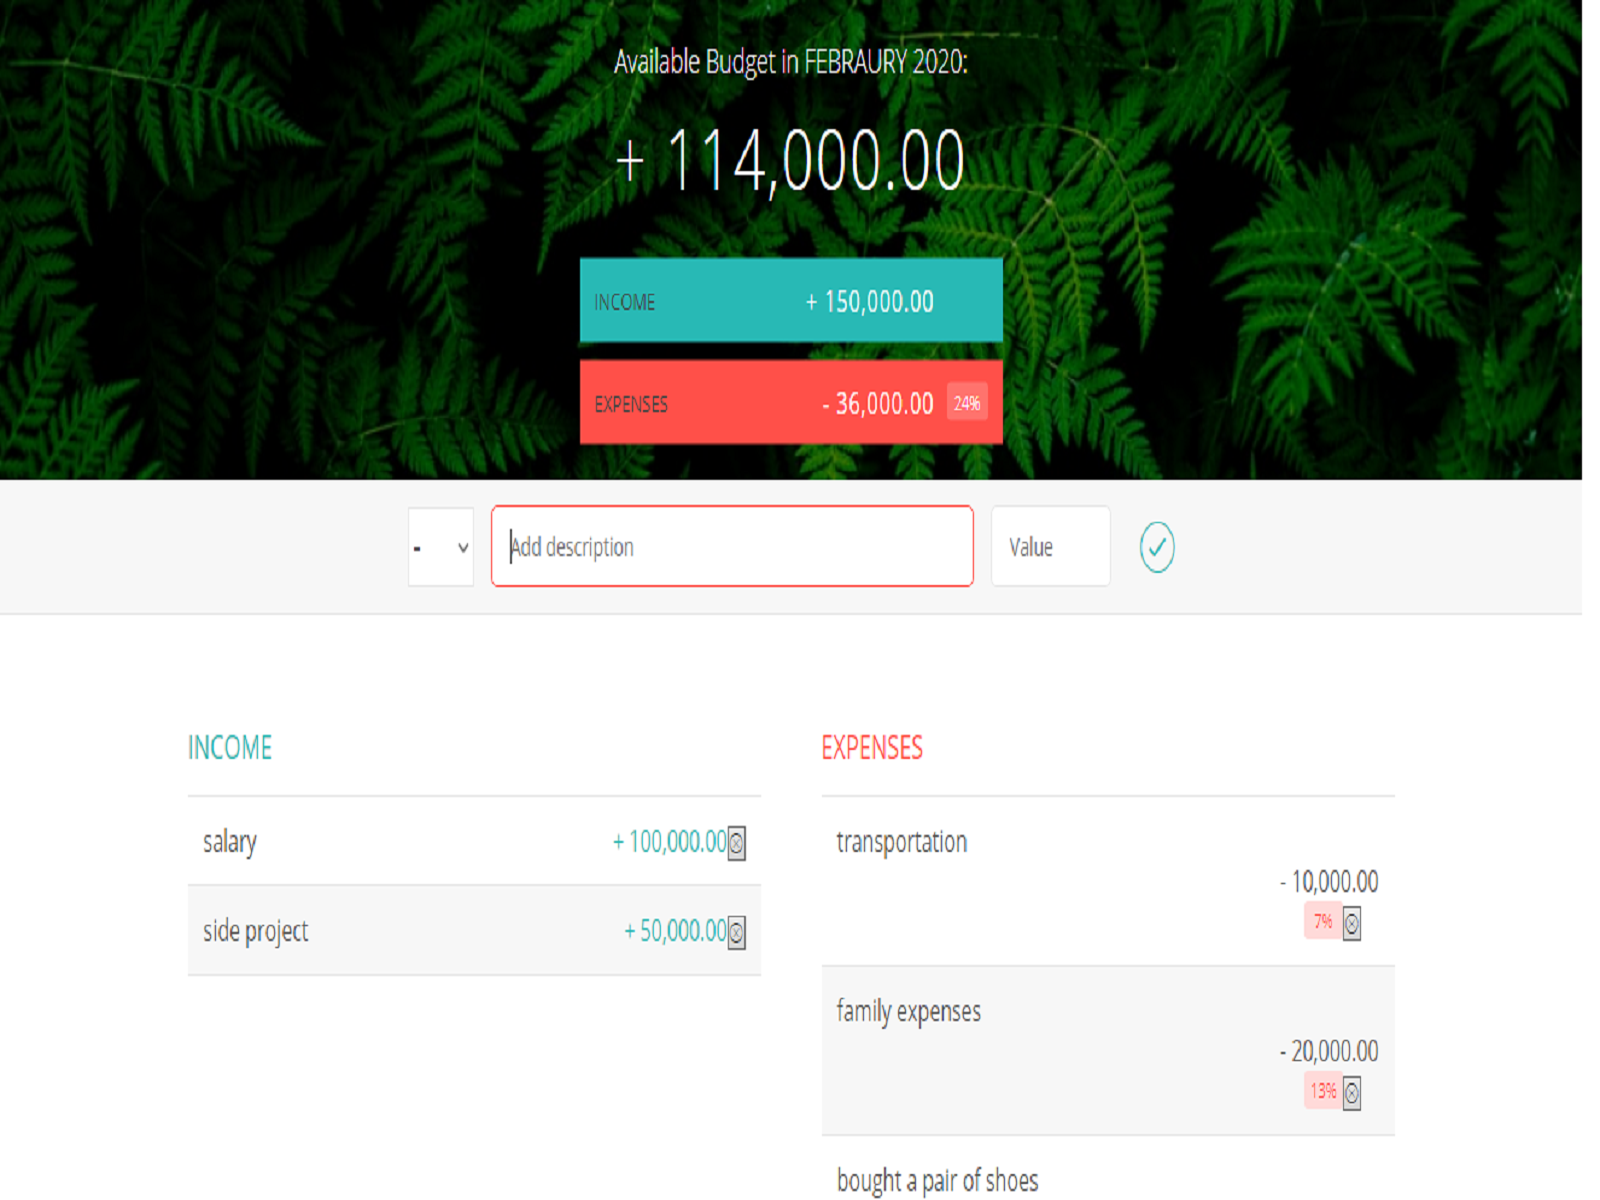 Available Budget in FEBRAURY 2020:
+ 114,000.00
INCOME + 150,000.00
EXPENSES - 36,000.00 24%
- Add description Value
INCOME
salary + 100,000.00
side project + 50,000.00
EXPENSES
transportation
- 10,000.00
7%
family expenses
- 20,000.00
13%
bought a pair of shoes